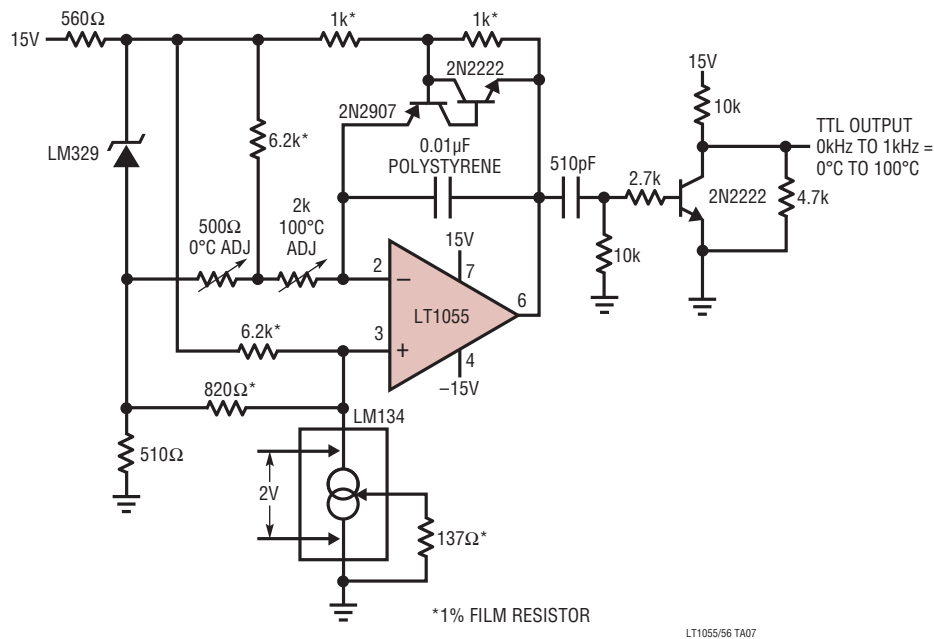 560Ω
15V
1k*
1k*
2N2222
2N2907
LM329
6.2k*
0.01µF
POLYSTYRENE
510pF
15V
10k
TTL OUTPUT
0kHz TO 1kHz =
0°C TO 100°C
2.7k
2N2222
4.7k
500Ω
0°C ADJ
2k
100°C
ADJ
10k
15V
2
7
–
LT1055
6
6.2k*
3
+
4
–15V
820Ω*
LM134
510Ω
2V
137Ω*
*1% FILM RESISTOR
LT1055/56 TA07